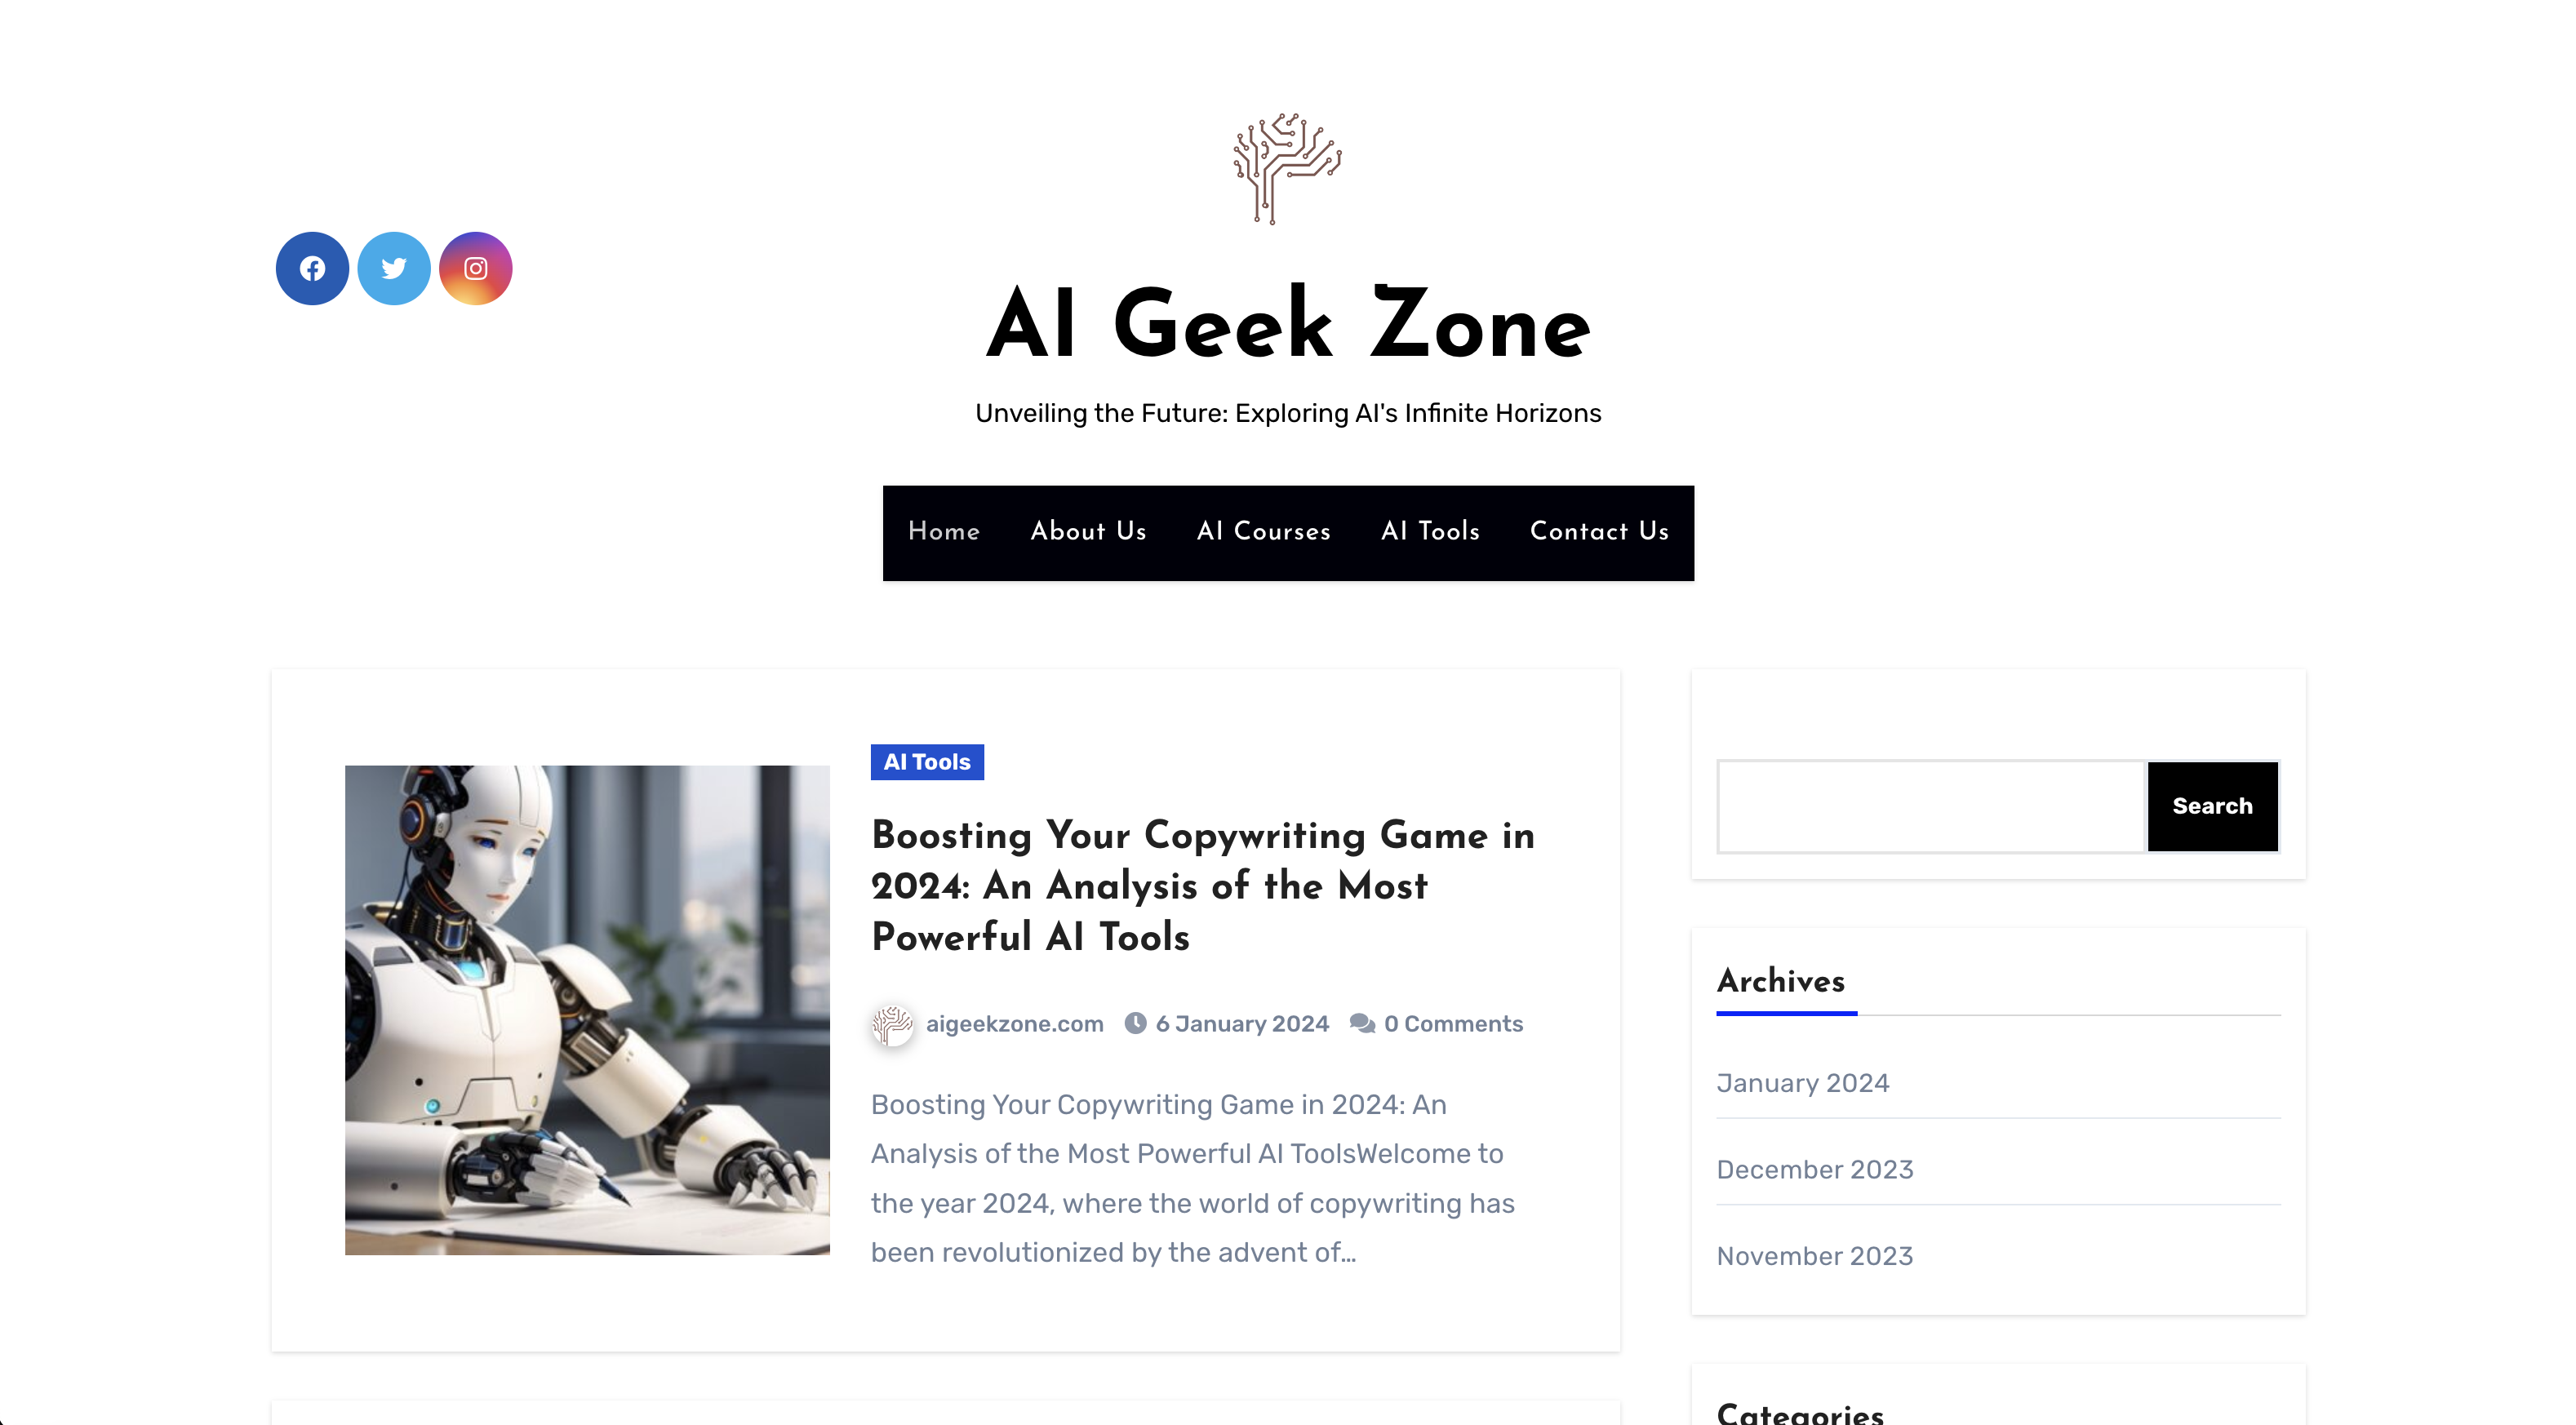 AI Geek Zone
Unveiling the Future: Exploring AI's Infinite Horizons
Home About Us AI Courses AI Tools Contact Us
AI Tools
Boosting Your Copywriting Game in
2024: An Analysis of the Most
Powerful AI Tools
aigeekzone.com 6 January 2024 0 Comments
Boosting Your Copywriting Game in 2024: An
Analysis of the Most Powerful AI ToolsWelcome to
the year 2024, where the world of copywriting has
been revolutionized by the advent of…
Search
Archives
January 2024
December 2023
November 2023
Categories